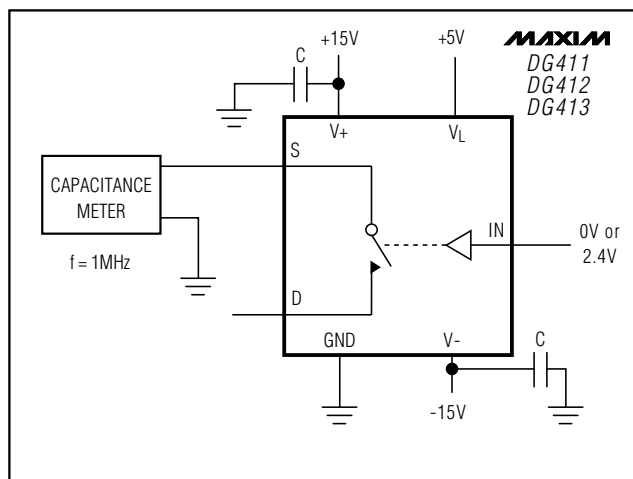 +15V
+5V
MAXIM
DG411
DG412
DG413
C
V+
VL
S
CAPACITANCE
METER
IN
0V or
2.4V
f = 1MHz
D
GND
V-
C
-15V